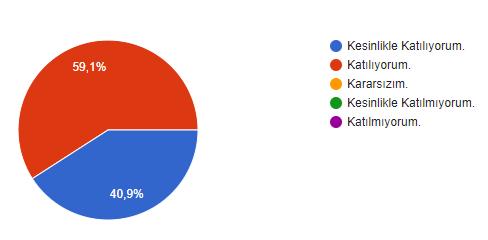 59,1%
40,9%
Kesinlikle Katılıyorum.
Katılıyorum.
Kararsızım.
Kesinlikle Katılmıyorum.
Katılmıyorum.